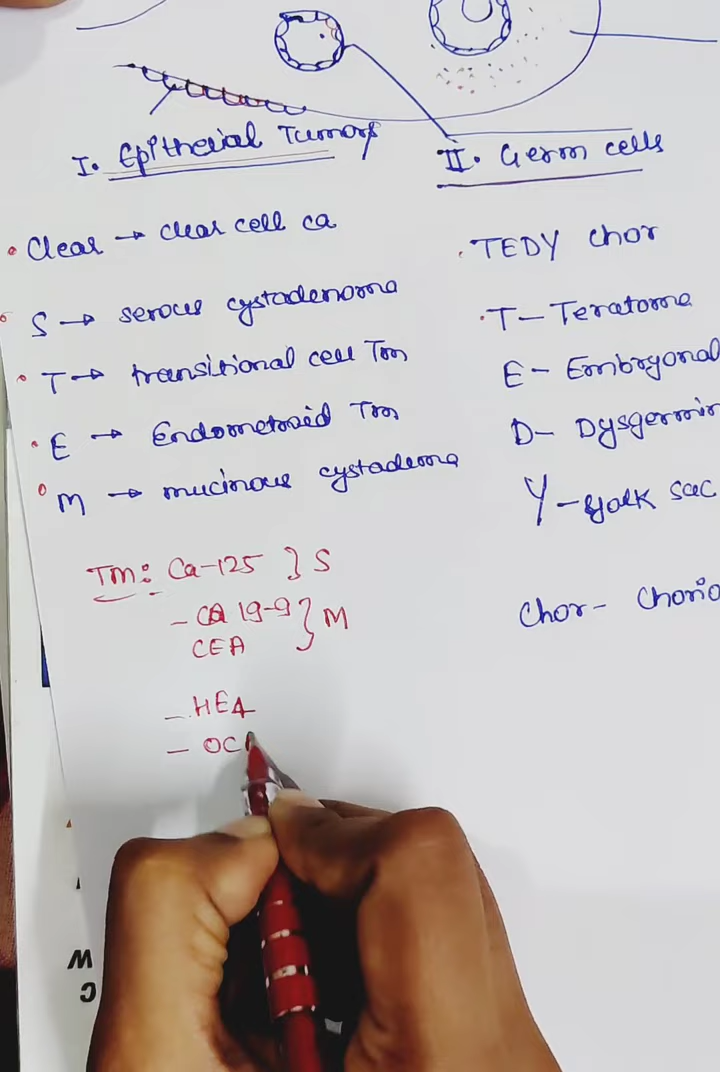 I. Epithelial Tumors
• Clear → clear cell ca
• S → serous cystadenoma
• T → transitional cell Tm
• E → Endometroid Tm
• M → mucinous cystadenoma
TM: Ca-125 } S
- CA 19-9 } M
CEA
- HE4
- OC
II. Germ cells
• TEDY chor
• T - Teratoma
E - Embryonal
D - Dysgermin
Y - yolk sac
Chor - Chorio
W
C